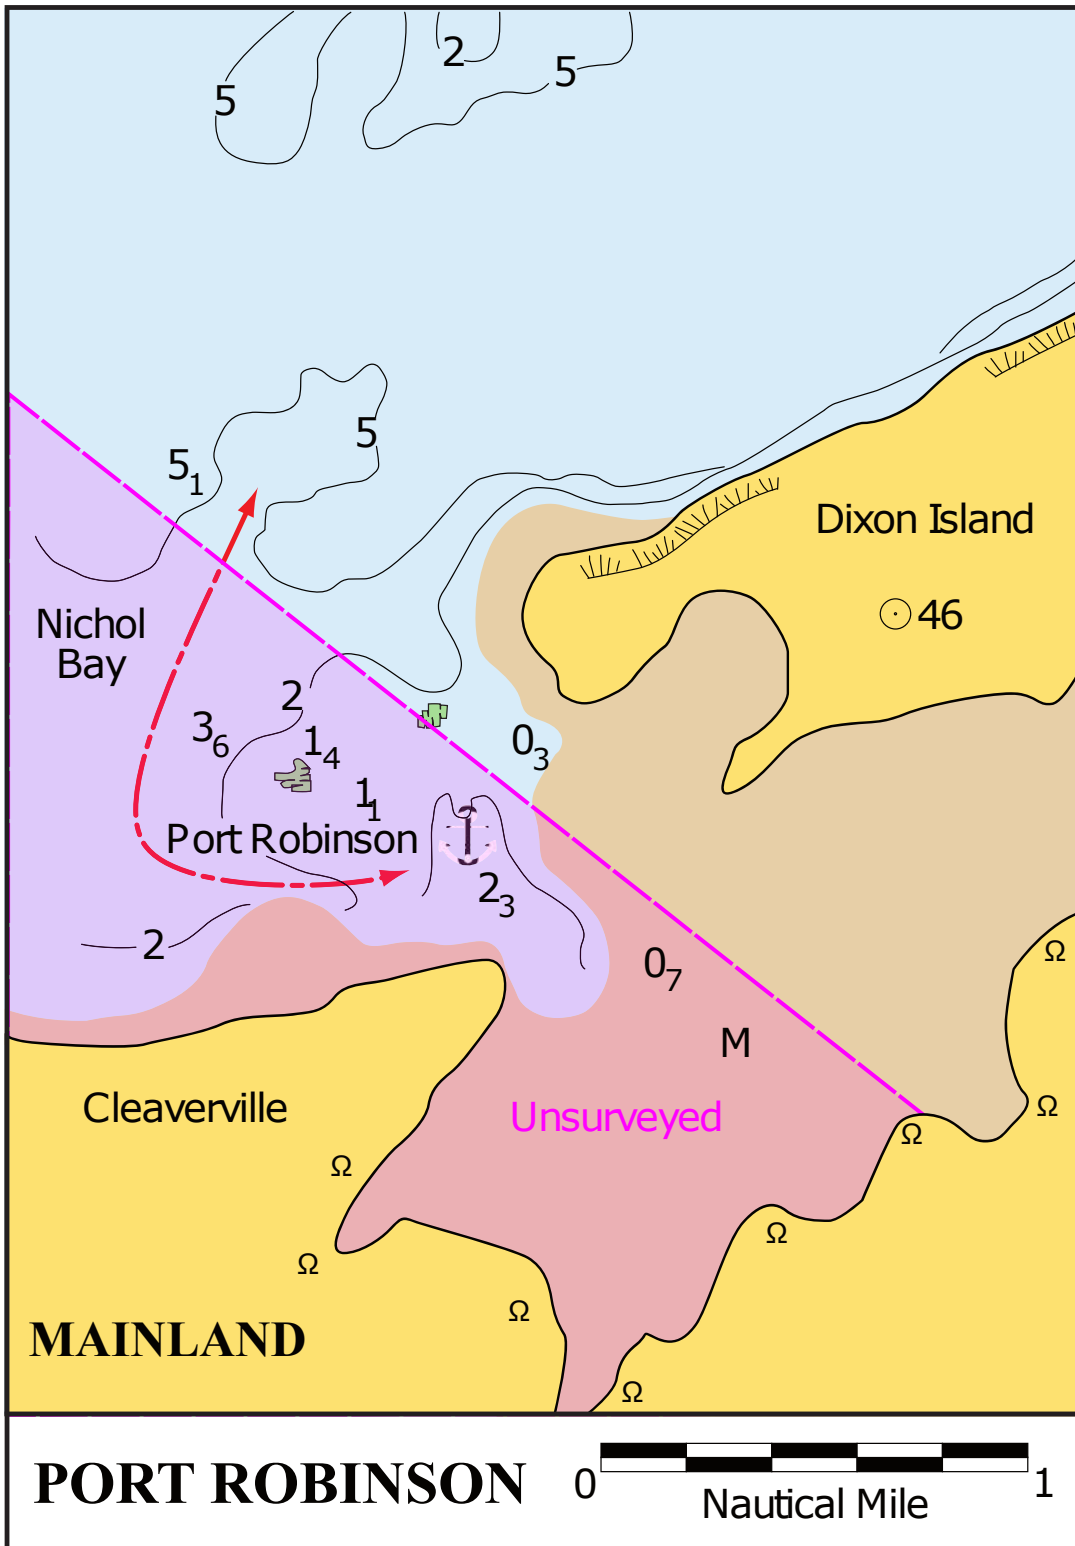 2
5
5
5
5₁
Dixon Island
46
Nichol
Bay
2
3₆
1₄
0₃
1₁
Port Robinson
2₃
2
0₇
Ω
M
Cleaverville
Unsurveyed
Ω
Ω
Ω
Ω
Ω
Ω
MAINLAND
Ω
PORT ROBINSON
0
1
Nautical Mile